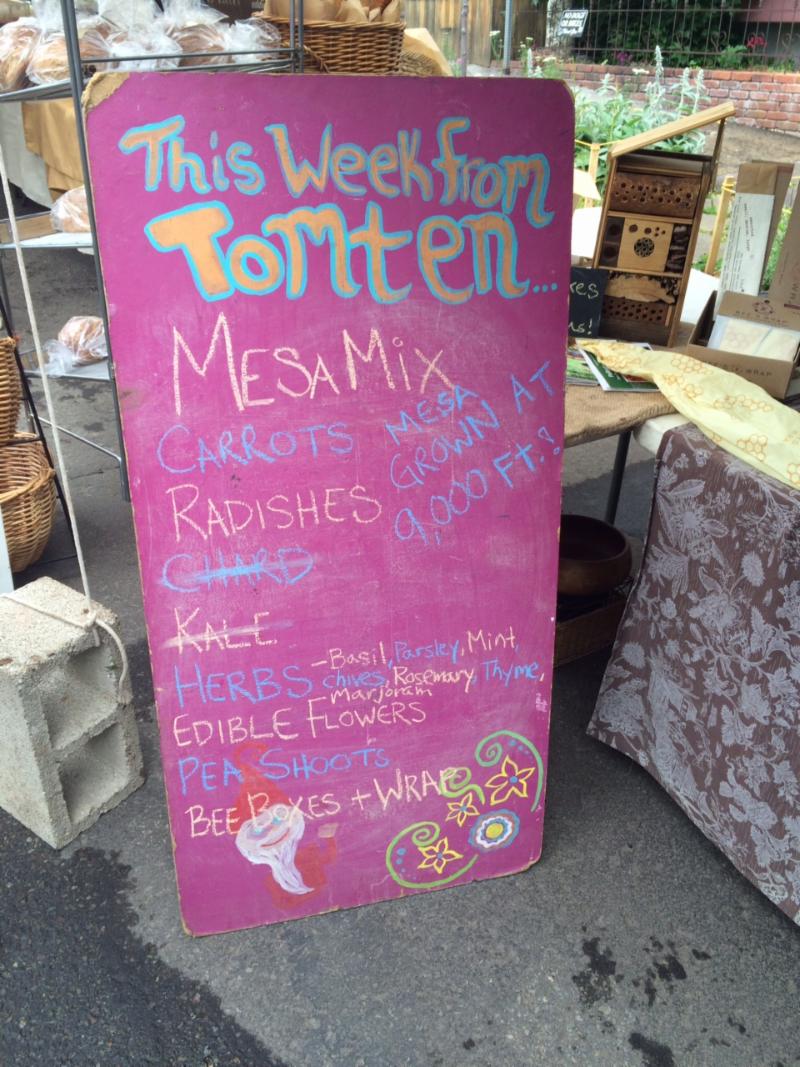 This Week from
Tomten...
MESA MIX
CARROTS
MESA
GROWN AT
9,000 FT.!
RADISHES
CHARD
KALE
HERBS -Basil, Parsley, Mint,
chives, Rosemary, Thyme,
Marjoram
EDIBLE FLOWERS
PEA SHOOTS
BEE BOXES + WRAP